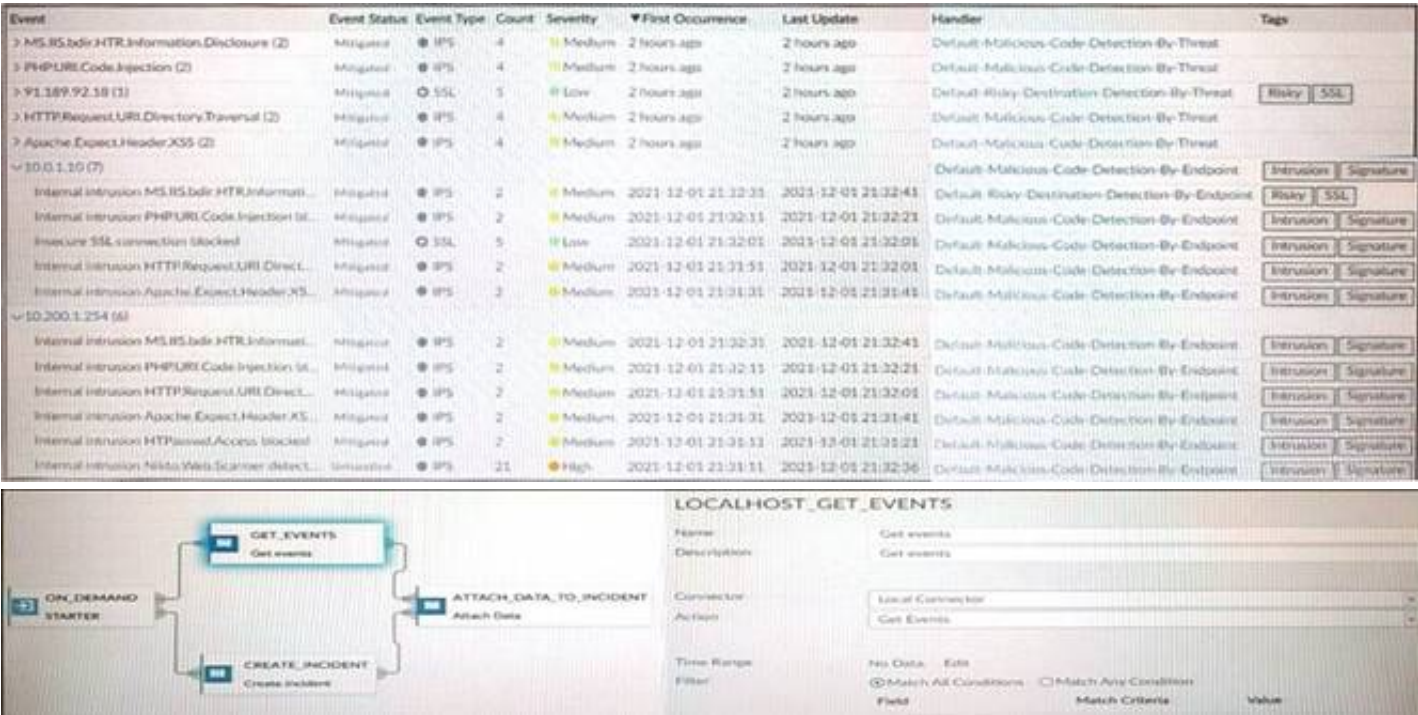 Event Event Status Event Type Count Severity ▼First Occurrence Last Update Handler Tags
> MS.IIS.bdir.HTR.Information.Disclosure (2) Mitigated IPS 4 Medium 2 hours ago 2 hours ago Default-Malicious-Code-Detection-By-Threat
> PHP.URI.Code.Injection (2) Mitigated IPS 4 Medium 2 hours ago 2 hours ago Default-Malicious-Code-Detection-By-Threat
> 91.189.92.18 (1) Mitigated SSL 5 Low 2 hours ago 2 hours ago Default-Risky-Destination-Detection-By-Threat Risky SSL
> HTTP.Request.URI.Directory.Traversal (2) Mitigated IPS 4 Medium 2 hours ago 2 hours ago Default-Malicious-Code-Detection-By-Threat
> Apache.Expect.Header.XSS (2) Mitigated IPS 4 Medium 2 hours ago 2 hours ago Default-Malicious-Code-Detection-By-Threat
10.0.1.10 (7) Default-Malicious-Code-Detection-By-Endpoint Intrusion Signature
Internal intrusion MS.IIS.bdir.HTR.Informati... Mitigated IPS 2 Medium 2021-12-01 21:32:31 2021-12-01 21:32:41 Default-Risky-Destination-Detection-By-Endpoint Risky SSL
Internal intrusion PHP.URI.Code.Injection bl... Mitigated IPS 2 Medium 2021-12-01 21:32:11 2021-12-01 21:32:21 Default-Malicious-Code-Detection-By-Endpoint Intrusion Signature
Insecure SSL connection blocked Mitigated SSL 5 Low 2021-12-01 21:32:01 2021-12-01 21:32:01 Default-Malicious-Code-Detection-By-Endpoint Intrusion Signature
Internal intrusion HTTP.Request.URI.Direct... Mitigated IPS 2 Medium 2021-12-01 21:31:51 2021-12-01 21:32:01 Default-Malicious-Code-Detection-By-Endpoint Intrusion Signature
Internal intrusion Apache.Expect.Header.XS... Mitigated IPS 2 Medium 2021-12-01 21:31:31 2021-12-01 21:31:41 Default-Malicious-Code-Detection-By-Endpoint Intrusion Signature
10.200.1.254 (6)
Internal intrusion MS.IIS.bdir.HTR.Informati... Mitigated IPS 2 Medium 2021-12-01 21:32:31 2021-12-01 21:32:41 Default-Malicious-Code-Detection-By-Endpoint Intrusion Signature
Internal intrusion PHP.URI.Code.Injection bl... Mitigated IPS 2 Medium 2021-12-01 21:32:11 2021-12-01 21:32:21 Default-Malicious-Code-Detection-By-Endpoint Intrusion Signature
Internal intrusion HTTP.Request.URI.Direct... Mitigated IPS 2 Medium 2021-12-01 21:31:51 2021-12-01 21:32:01 Default-Malicious-Code-Detection-By-Endpoint Intrusion Signature
Internal intrusion Apache.Expect.Header.XS... Mitigated IPS 2 Medium 2021-12-01 21:31:31 2021-12-01 21:31:41 Default-Malicious-Code-Detection-By-Endpoint Intrusion Signature
Internal intrusion HTPasswd.Access blocked Mitigated IPS 2 Medium 2021-12-01 21:31:11 2021-12-01 21:31:21 Default-Malicious-Code-Detection-By-Endpoint Intrusion Signature
Internal intrusion Nikto.Web.Scanner detect... IPS 21 High 2021-12-01 21:31:11 2021-12-01 21:32:36 Default-Malicious-Code-Detection-By-Endpoint Intrusion Signature
ON_DEMAND
STARTER
GET_EVENTS
Get events
CREATE_INCIDENT
Create Incident
ATTACH_DATA_TO_INCIDENT
Attach Data
LOCALHOST_GET_EVENTS
Name Get events
Description Get events
Connector Local Connector
Action Get Events
Time Range No Data Edit
Filter Match All Conditions Match Any Condition
Field Match Criteria Value